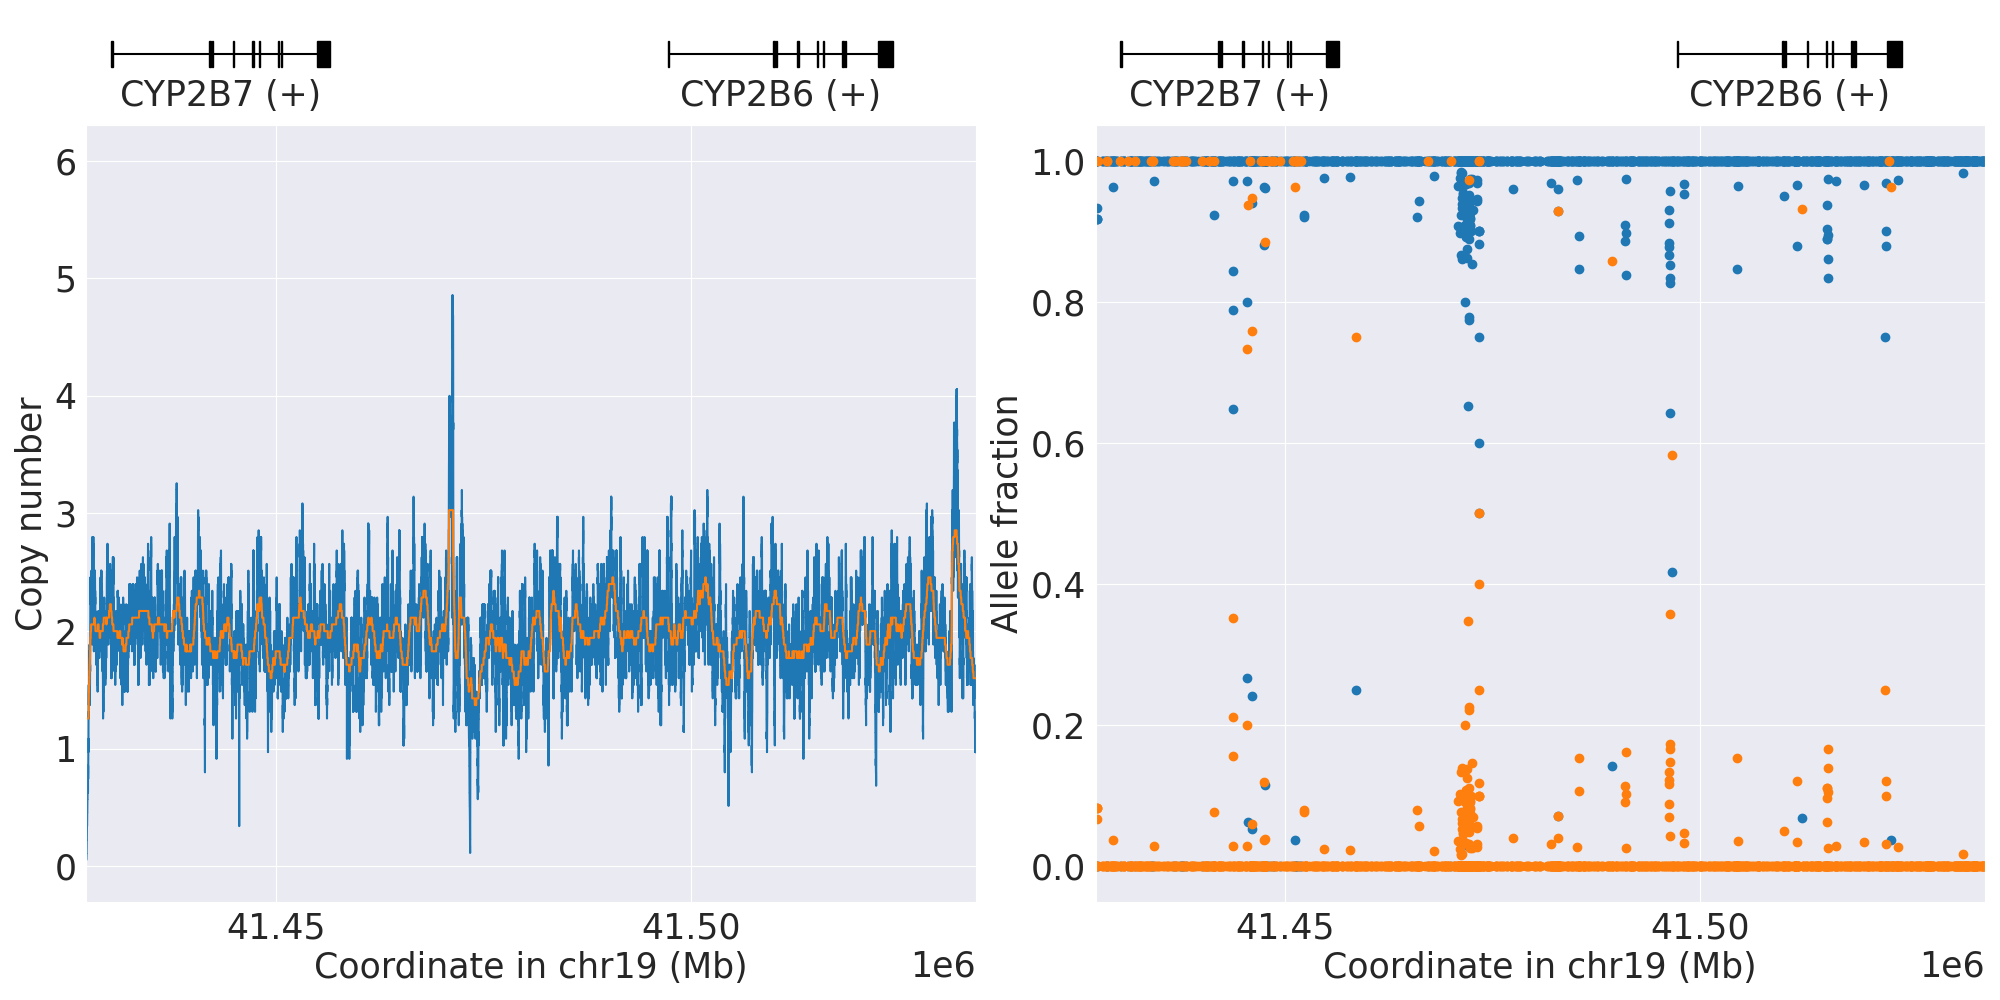 CYP2B7 (+)
CYP2B6 (+)
6
5
4
3
2
1
0
Copy number
41.45
41.50
Coordinate in chr19 (Mb)
1e6
CYP2B7 (+)
CYP2B6 (+)
1.0
0.8
0.6
0.4
0.2
0.0
Allele fraction
41.45
41.50
Coordinate in chr19 (Mb)
1e6